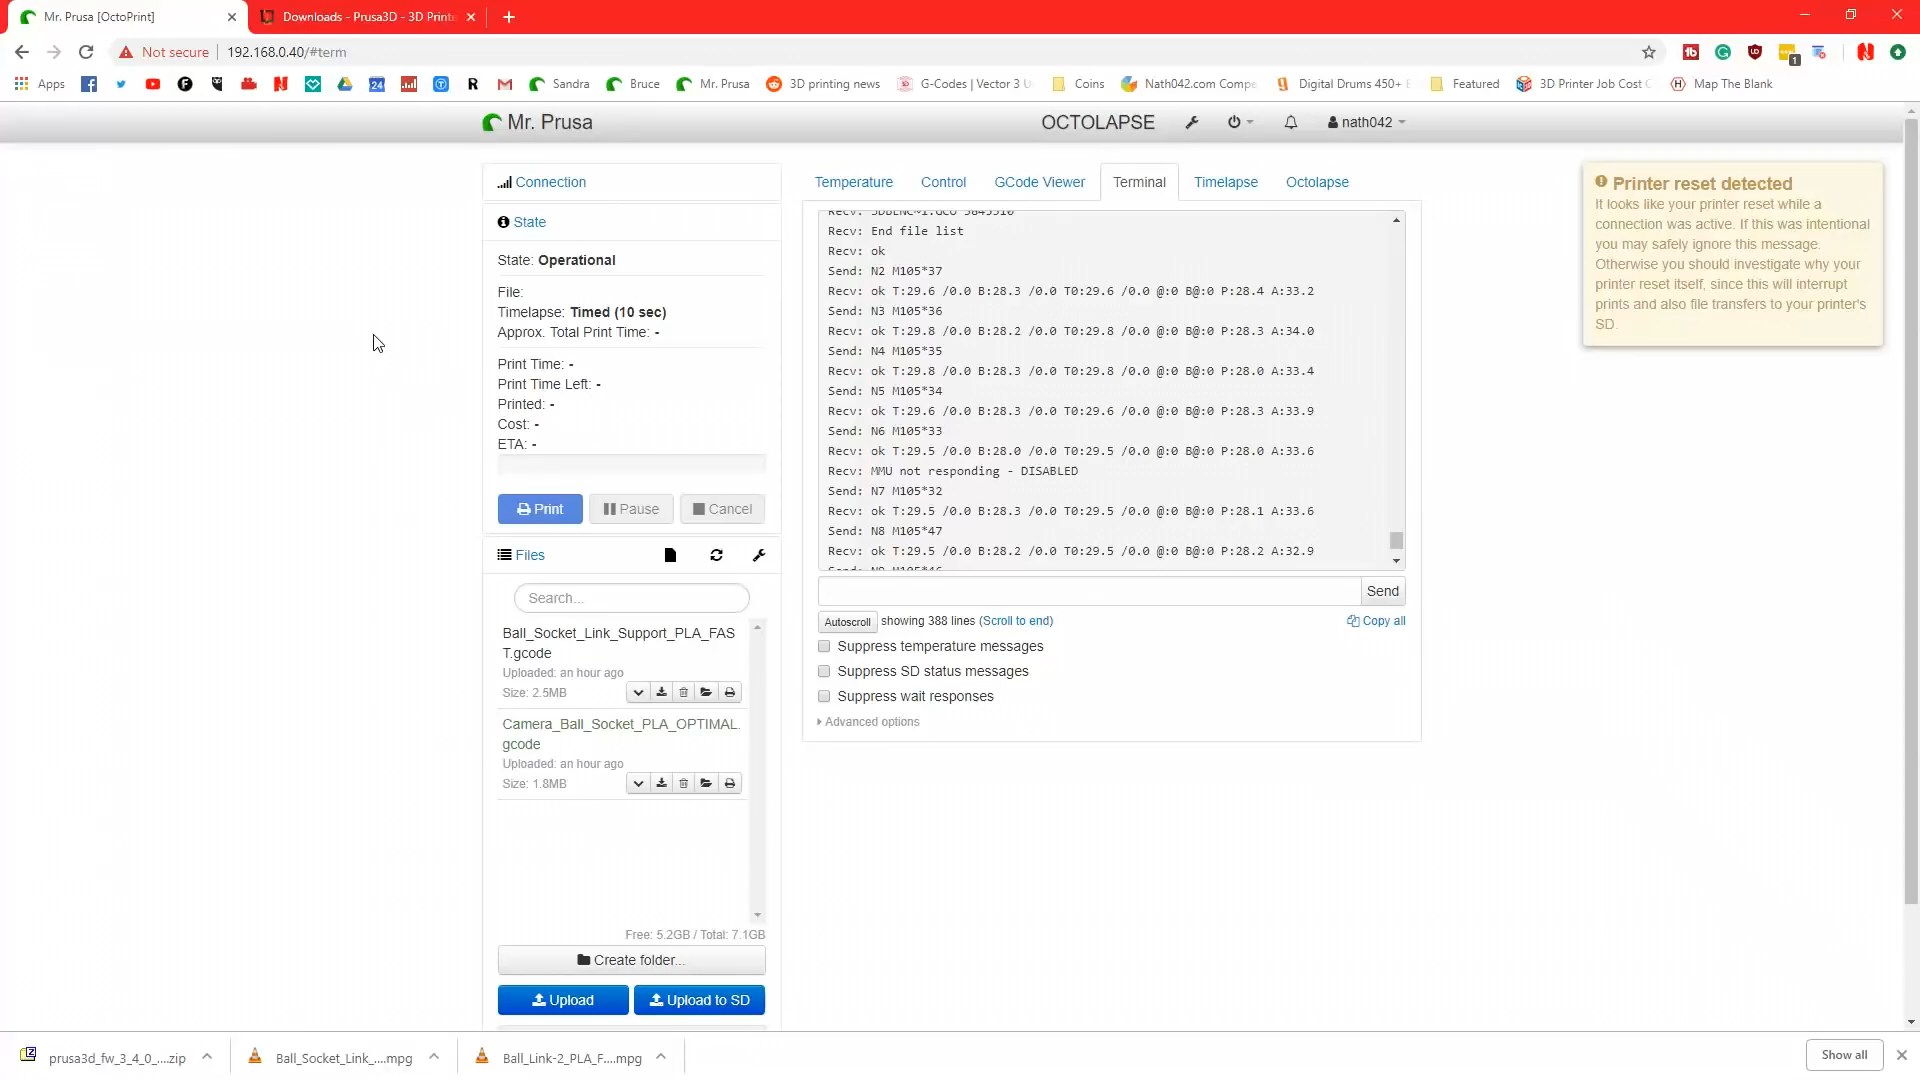 Mr. Prusa [OctoPrint]
Downloads - Prusa3D - 3D Printe
Not secure
192.168.0.40/#term
1
Apps
24
Sandra
Bruce
Mr. Prusa
3D printing news
G-Codes | Vector 3
Coins
Nath042.com Compe
Digital Drums 450+
Featured
3D Printer Job Cost
Map The Blank
Mr. Prusa
OCTOLAPSE
nath042
Connection
State
State: Operational
File:
Timelapse: Timed (10 sec)
Approx. Total Print Time: -
Print Time: -
Print Time Left: -
Printed: -
Cost: -
ETA: -
Print
Pause
Cancel
Files
Search...
Ball_Socket_Link_Support_PLA_FAS
T.gcode
Uploaded: an hour ago
Size: 2.5MB
Camera_Ball_Socket_PLA_OPTIMAL.
gcode
Uploaded: an hour ago
Size: 1.8MB
Free: 5.2GB / Total: 7.1GB
Create folder...
Upload
Upload to SD
Temperature
Control
GCode Viewer
Terminal
Timelapse
Octolapse
Recv: End file list
Recv: ok
Send: N2 M105*37
Recv: ok T:29.6 /0.0 B:28.3 /0.0 T0:29.6 /0.0 @:0 B@:0 P:28.4 A:33.2
Send: N3 M105*36
Recv: ok T:29.8 /0.0 B:28.2 /0.0 T0:29.8 /0.0 @:0 B@:0 P:28.3 A:34.0
Send: N4 M105*35
Recv: ok T:29.8 /0.0 B:28.3 /0.0 T0:29.8 /0.0 @:0 B@:0 P:28.0 A:33.4
Send: N5 M105*34
Recv: ok T:29.6 /0.0 B:28.3 /0.0 T0:29.6 /0.0 @:0 B@:0 P:28.3 A:33.9
Send: N6 M105*33
Recv: ok T:29.5 /0.0 B:28.0 /0.0 T0:29.5 /0.0 @:0 B@:0 P:28.0 A:33.6
Recv: MMU not responding - DISABLED
Send: N7 M105*32
Recv: ok T:29.5 /0.0 B:28.3 /0.0 T0:29.5 /0.0 @:0 B@:0 P:28.1 A:33.6
Send: N8 M105*47
Recv: ok T:29.5 /0.0 B:28.2 /0.0 T0:29.5 /0.0 @:0 B@:0 P:28.2 A:32.9
Send: N9 M105*46
Send
Autoscroll showing 388 lines (Scroll to end)
Copy all
Suppress temperature messages
Suppress SD status messages
Suppress wait responses
Advanced options
Printer reset detected
It looks like your printer reset while a
connection was active. If this was intentional
you may safely ignore this message.
Otherwise you should investigate why your
printer reset itself, since this will interrupt
prints and also file transfers to your printer's
SD.
prusa3d_fw_3_4_0_....zip
Ball_Socket_Link_....mpg
Ball_Link-2_PLA_F....mpg
Show all